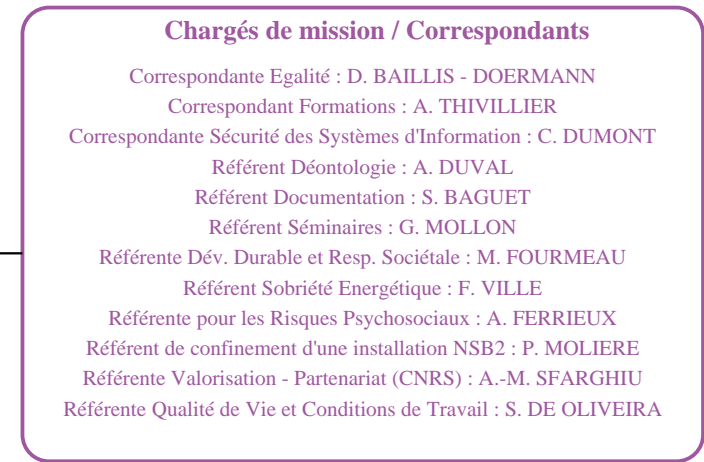 Chargés de mission / Correspondants
Correspondante Egalité : D. BAILLIS - DOERMANN
Correspondant Formations : A. THIVILLIER
Correspondante Sécurité des Systèmes d'Information : C. DUMONT
Référent Déontologie : A. DUVAL
Référent Documentation : S. BAGUET
Référent Séminaires : G. MOLLON
Référente Dév. Durable et Resp. Sociétale : M. FOURMEAU
Référent Sobriété Energétique : F. VILLE
Référente pour les Risques Psychosociaux : A. FERRIEUX
Référent de confinement d'une installation NSB2 : P. MOLIERE
Référente Valorisation - Partenariat (CNRS) : A.-M. SFARGHIU
Référente Qualité de Vie et Conditions de Travail : S. DE OLIVEIRA